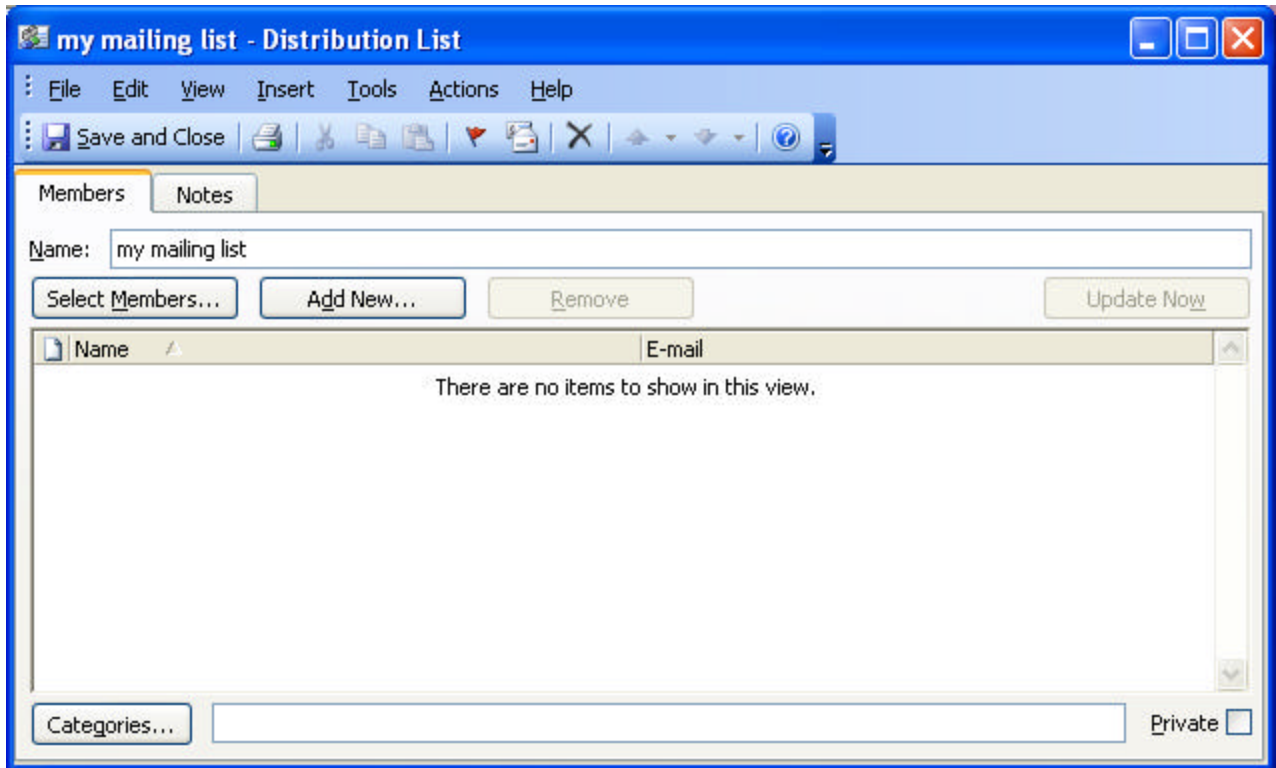 my mailing list - Distribution List
File Edit View Insert Tools Actions Help
Save and Close
Members Notes
Name: my mailing list
Select Members... Add New... Remove Update Now
Name E-mail
There are no items to show in this view.
Categories... Private